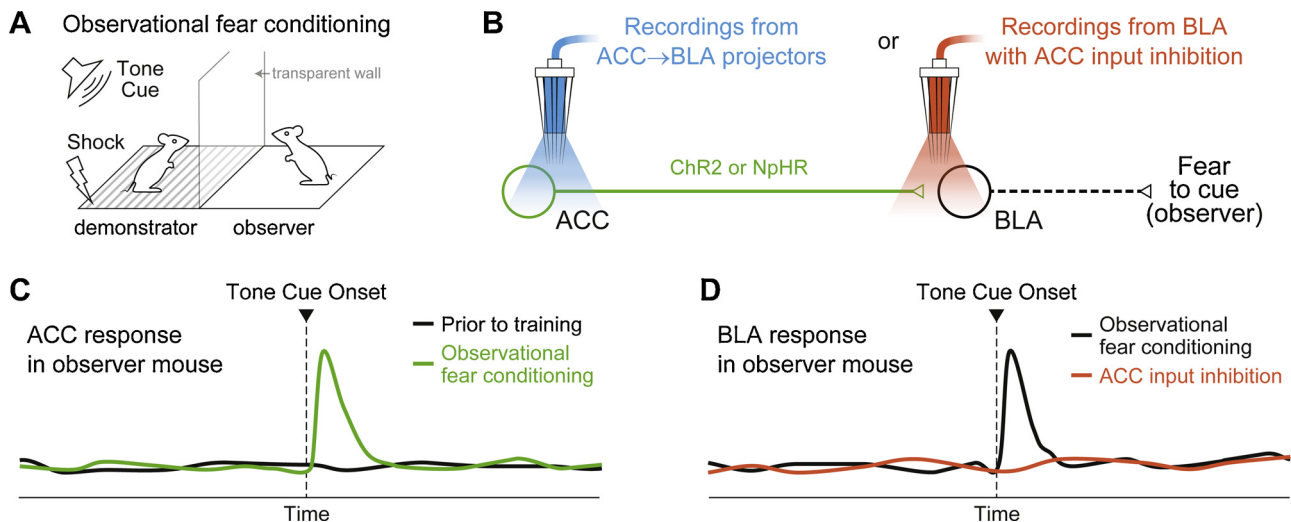 A
Observational fear conditioning
Tone
Cue
transparent wall
Shock
demonstrator
observer
B
Recordings from
ACC→BLA projectors
or
Recordings from BLA
with ACC input inhibition
ChR2 or NpHR
ACC
BLA
Fear
to cue
(observer)
C
Tone Cue Onset
ACC response
in observer mouse
Prior to training
Observational
fear conditioning
Time
D
Tone Cue Onset
BLA response
in observer mouse
Observational
fear conditioning
ACC input inhibition
Time